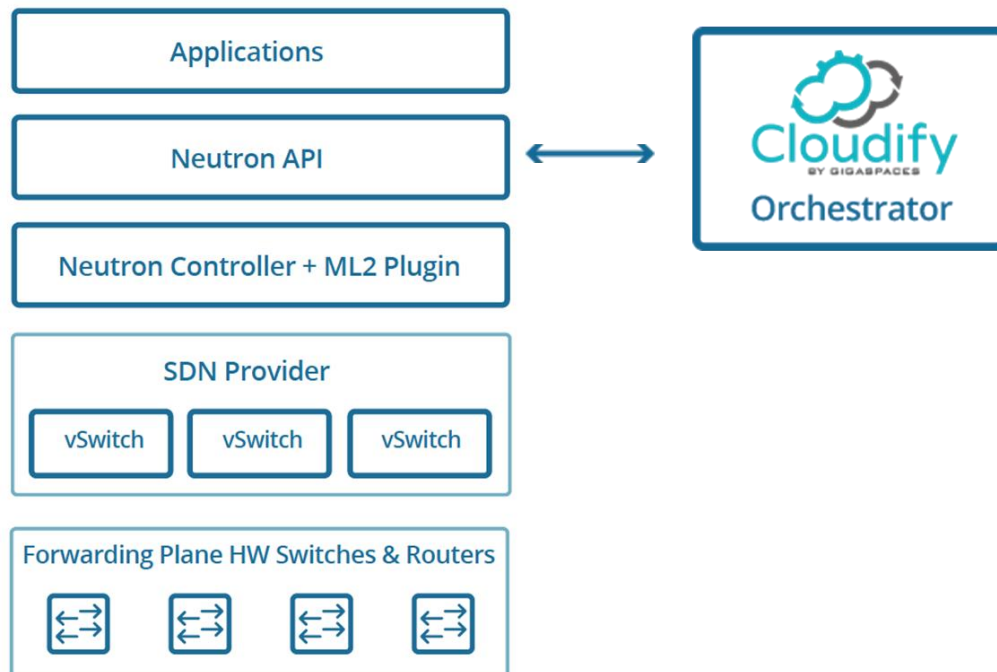 Applications
Neutron API
Neutron Controller + ML2 Plugin
SDN Provider
vSwitch vSwitch vSwitch
Forwarding Plane HW Switches & Routers
Cloudify
BY GIGASPACES
Orchestrator